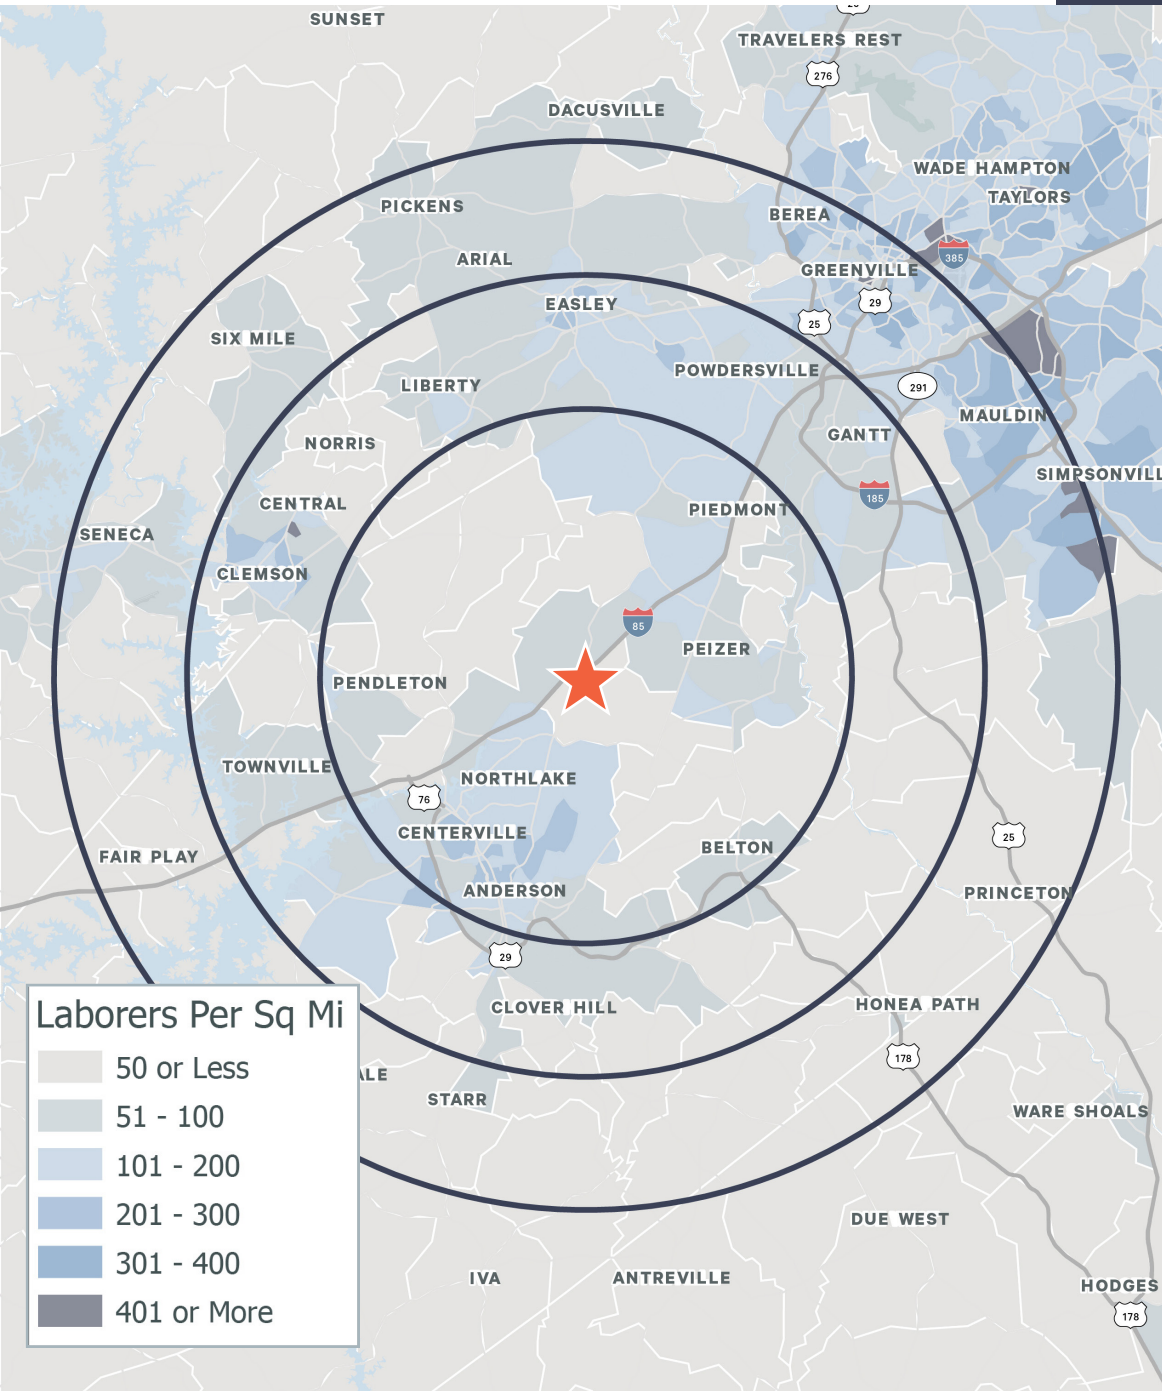 SUNSET
TRAVELERS REST
276
DACUSVILLE
WADE HAMPTON
TAYLORS
PICKENS
BEREA
ARIAL
385
GREENVILLE
EASLEY
29
25
SIX MILE
POWDERSVILLE
LIBERTY
291
MAULDIN
NORRIS
GANTT
SIMPSONVILL
185
CENTRAL
PIEDMONT
SENECA
CLEMSON
85
PEIZER
PENDLETON
TOWNVILLE
NORTHLAKE
76
CENTERVILLE
25
BELTON
FAIR PLAY
ANDERSON
PRINCETON
29
HONEA PATH
CLOVER HILL
178
ALE
STARR
WARE SHOALS
DUE WEST
IVA
ANTREVILLE
HODGES
178
Laborers Per Sq Mi
50 or Less
51 - 100
101 - 200
201 - 300
301 - 400
401 or More